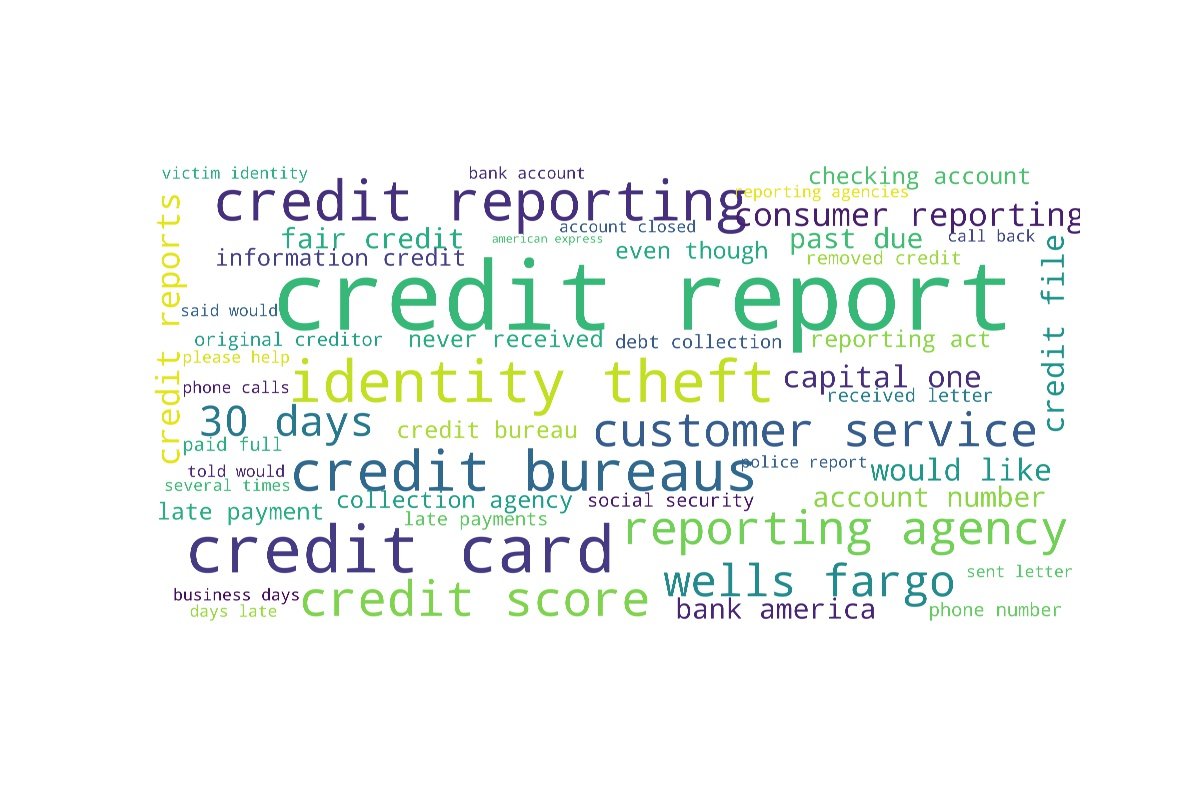 victim identity
bank account
checking account
reporting agencies
credit reporting
consumer reporting
account closed
fair credit
american express
even though
past due
call back
information credit
removed credit
credit reports
credit report
credit file
said would
original creditor
never received
debt collection
reporting act
please help
identity theft
capital one
phone calls
received letter
30 days
credit bureau
customer service
paid full
told would
credit bureaus
police report
would like
several times
collection agency
social security
account number
late payment
late payments
reporting agency
credit card
wells fargo
sent letter
business days
credit score
bank america
days late
phone number